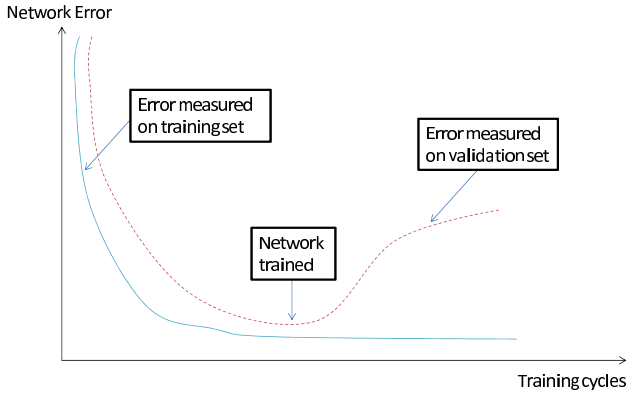 Network Error
Error measured
on training set
Error measured
on validation set
Network
trained
Training cycles